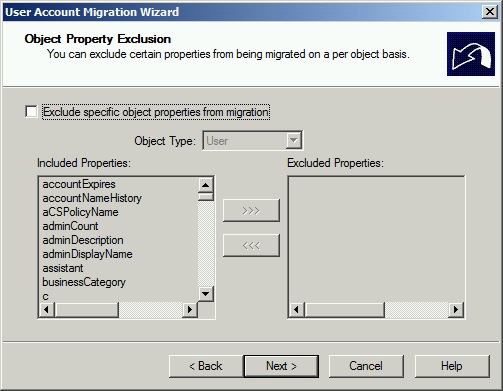 User Account Migration Wizard
Object Property Exclusion
You can exclude certain properties from being migrated on a per object basis.
Exclude specific object properties from migration
Object Type: User
Included Properties:
Excluded Properties:
accountExpires
accountNameHistory
aCSPolicyName
adminCount
adminDescription
adminDisplayName
assistant
businessCategory
c
>>>
<<<
< Back
Next >
Cancel
Help